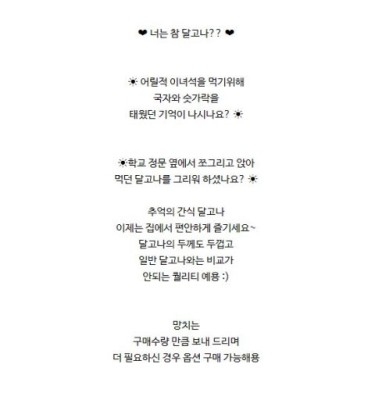 ❤ 너는 참 달고나?? ❤
☀ 어릴적 이녀석을 먹기위해
국자와 숫가락을
태웠던 기억이 나시나요? ☀
☀학교 정문 옆에서 쪼그리고 앉아
먹던 달고나를 그리워 하셨나요? ☀
추억의 간식 달고나
이제는 집에서 편안하게 즐기세요~
달고나의 두께도 두껍고
일반 달고나와는 비교가
안되는 퀄리티 예용 :)
망치는
구매수량 만큼 보내 드리며
더 필요하신 경우 옵션 구매 가능해용